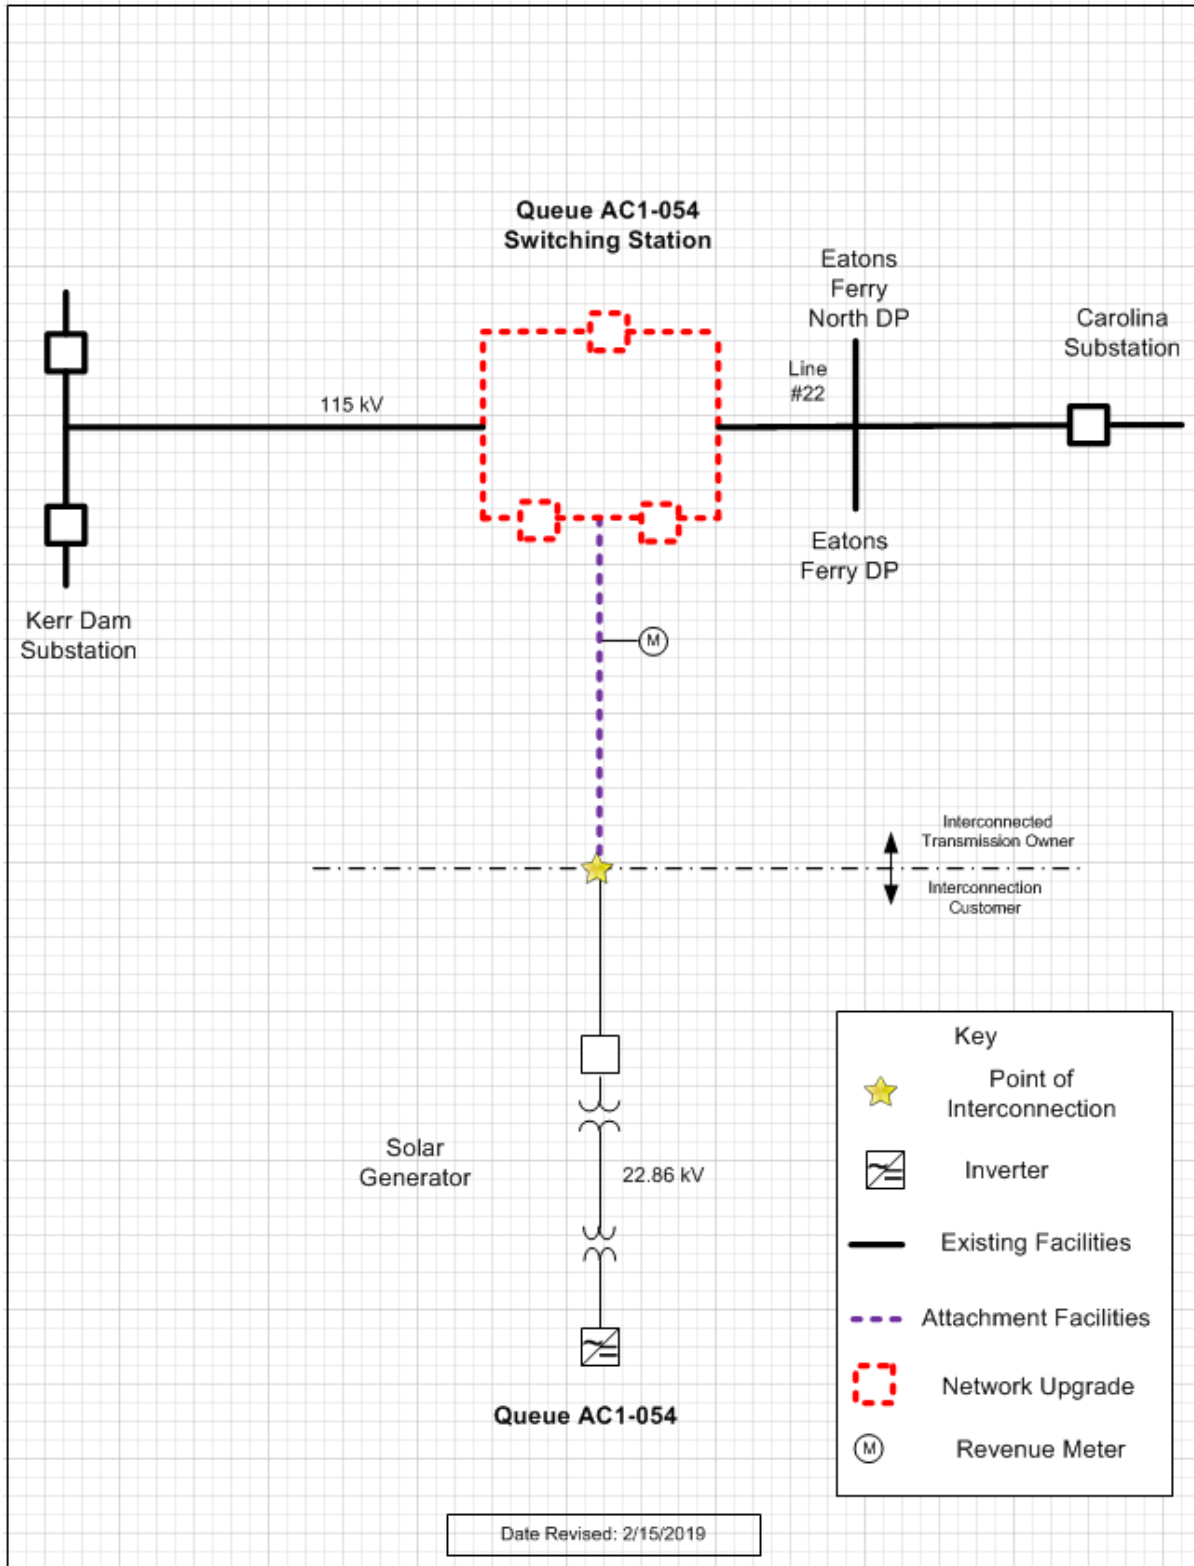 Queue AC1-054
Switching Station
Eatons
Ferry
North DP
Carolina
Substation
Line
#22
115 kV
Eatons
Ferry DP
Kerr Dam
Substation
M
Interconnected
Transmission Owner
Interconnection
Customer
Solar
Generator
22.86 kV
Queue AC1-054
Key
Point of
Interconnection
Inverter
Existing Facilities
Attachment Facilities
Network Upgrade
M
Revenue Meter
Date Revised: 2/15/2019